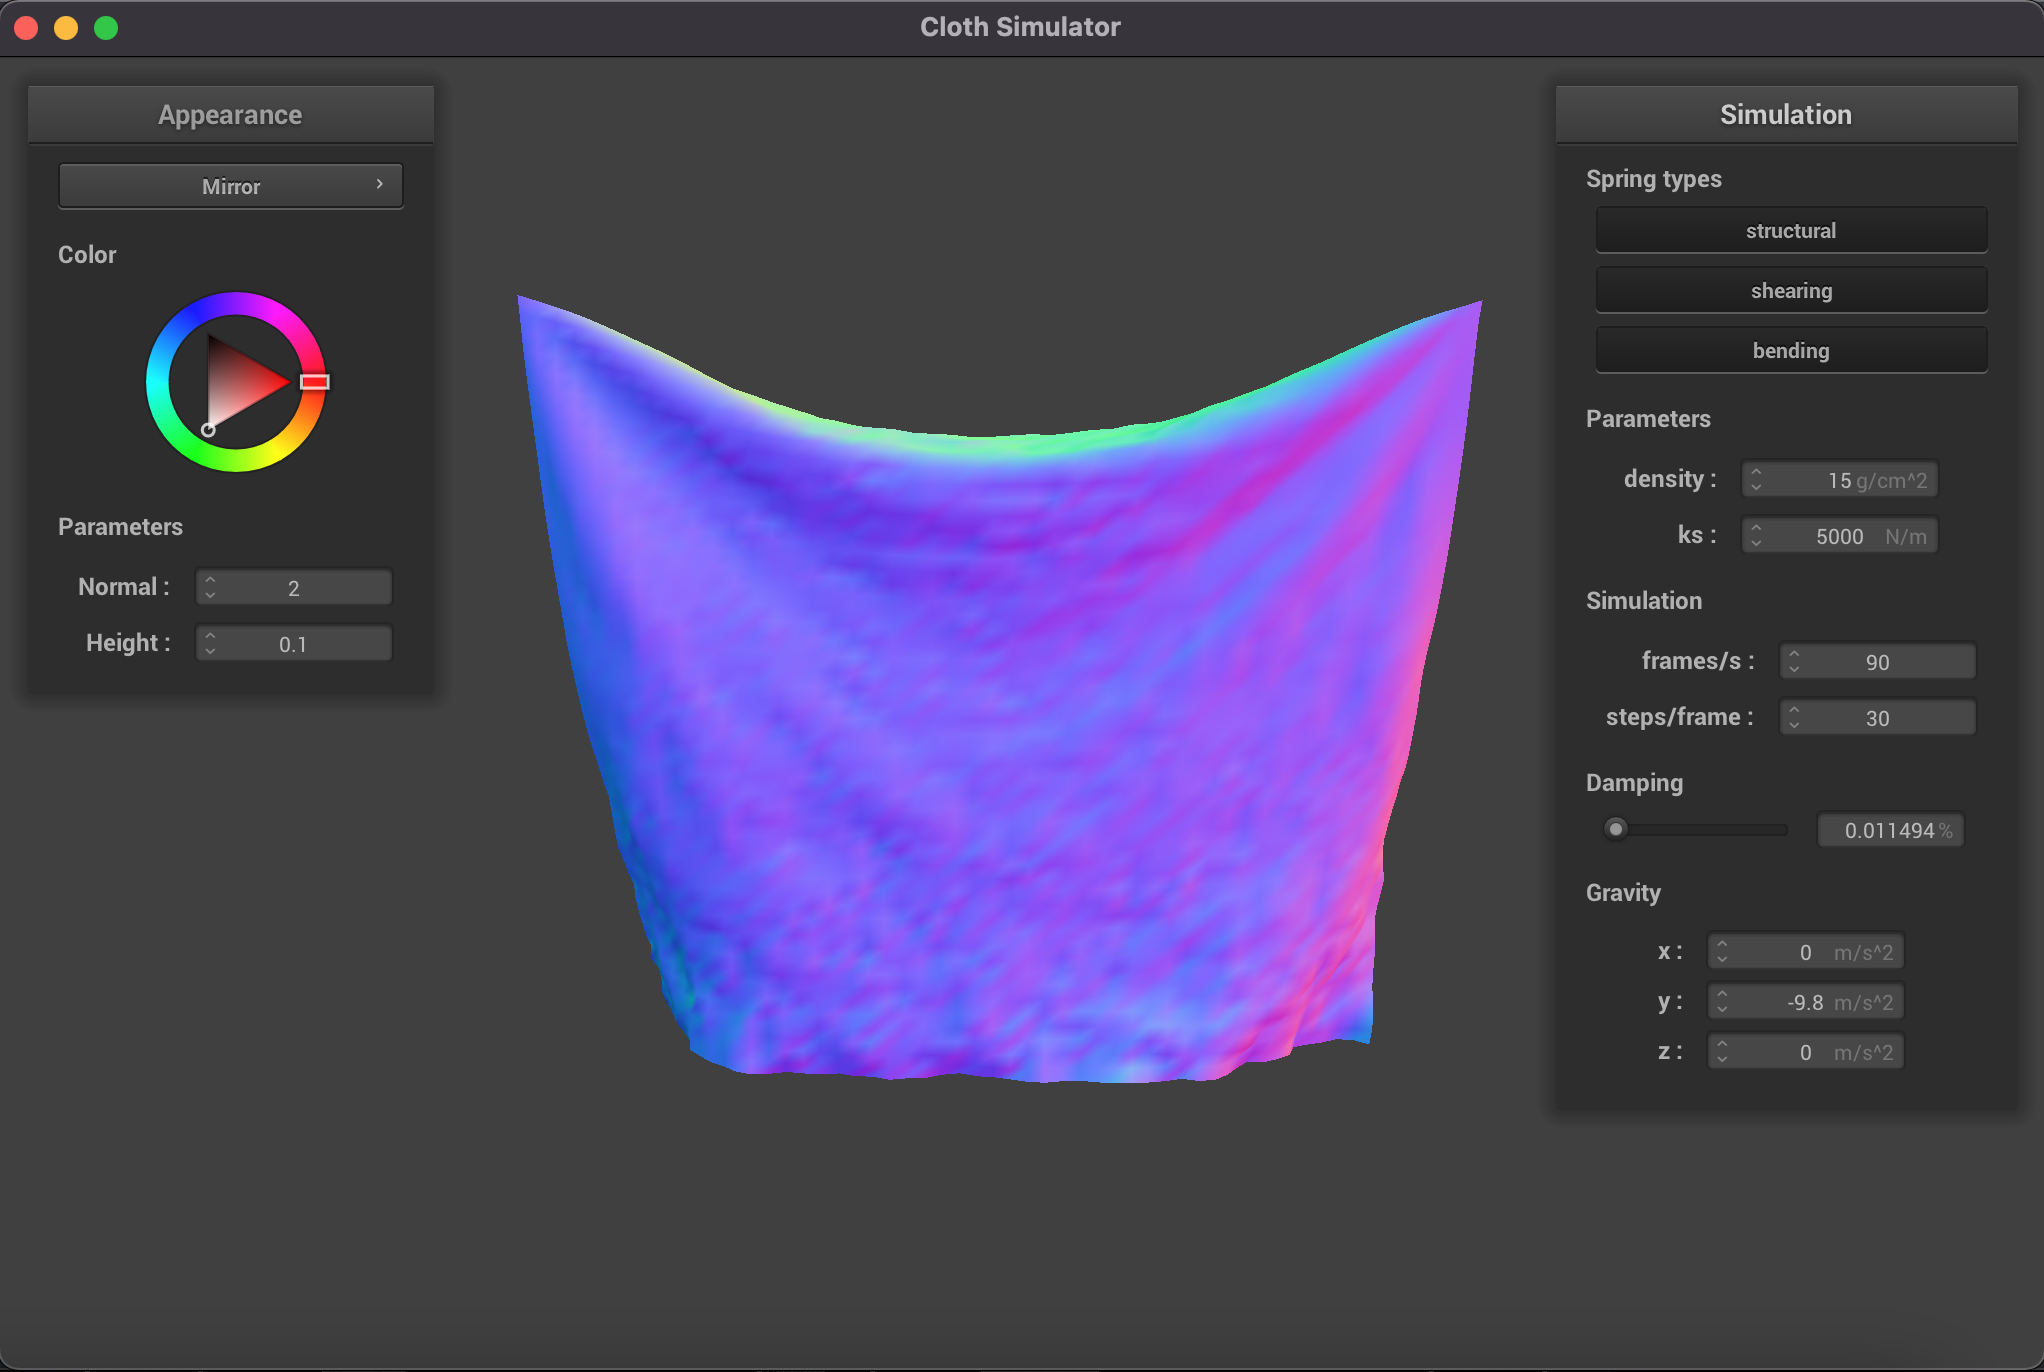 Cloth Simulator
Appearance
Mirror
Color
Parameters
Normal : 2
Height : 0.1
Simulation
Spring types
structural
shearing
bending
Parameters
density : 15 g/cm^2
ks : 5000 N/m
Simulation
frames/s : 90
steps/frame : 30
Damping
0.011494 %
Gravity
x : 0 m/s^2
y : -9.8 m/s^2
z : 0 m/s^2